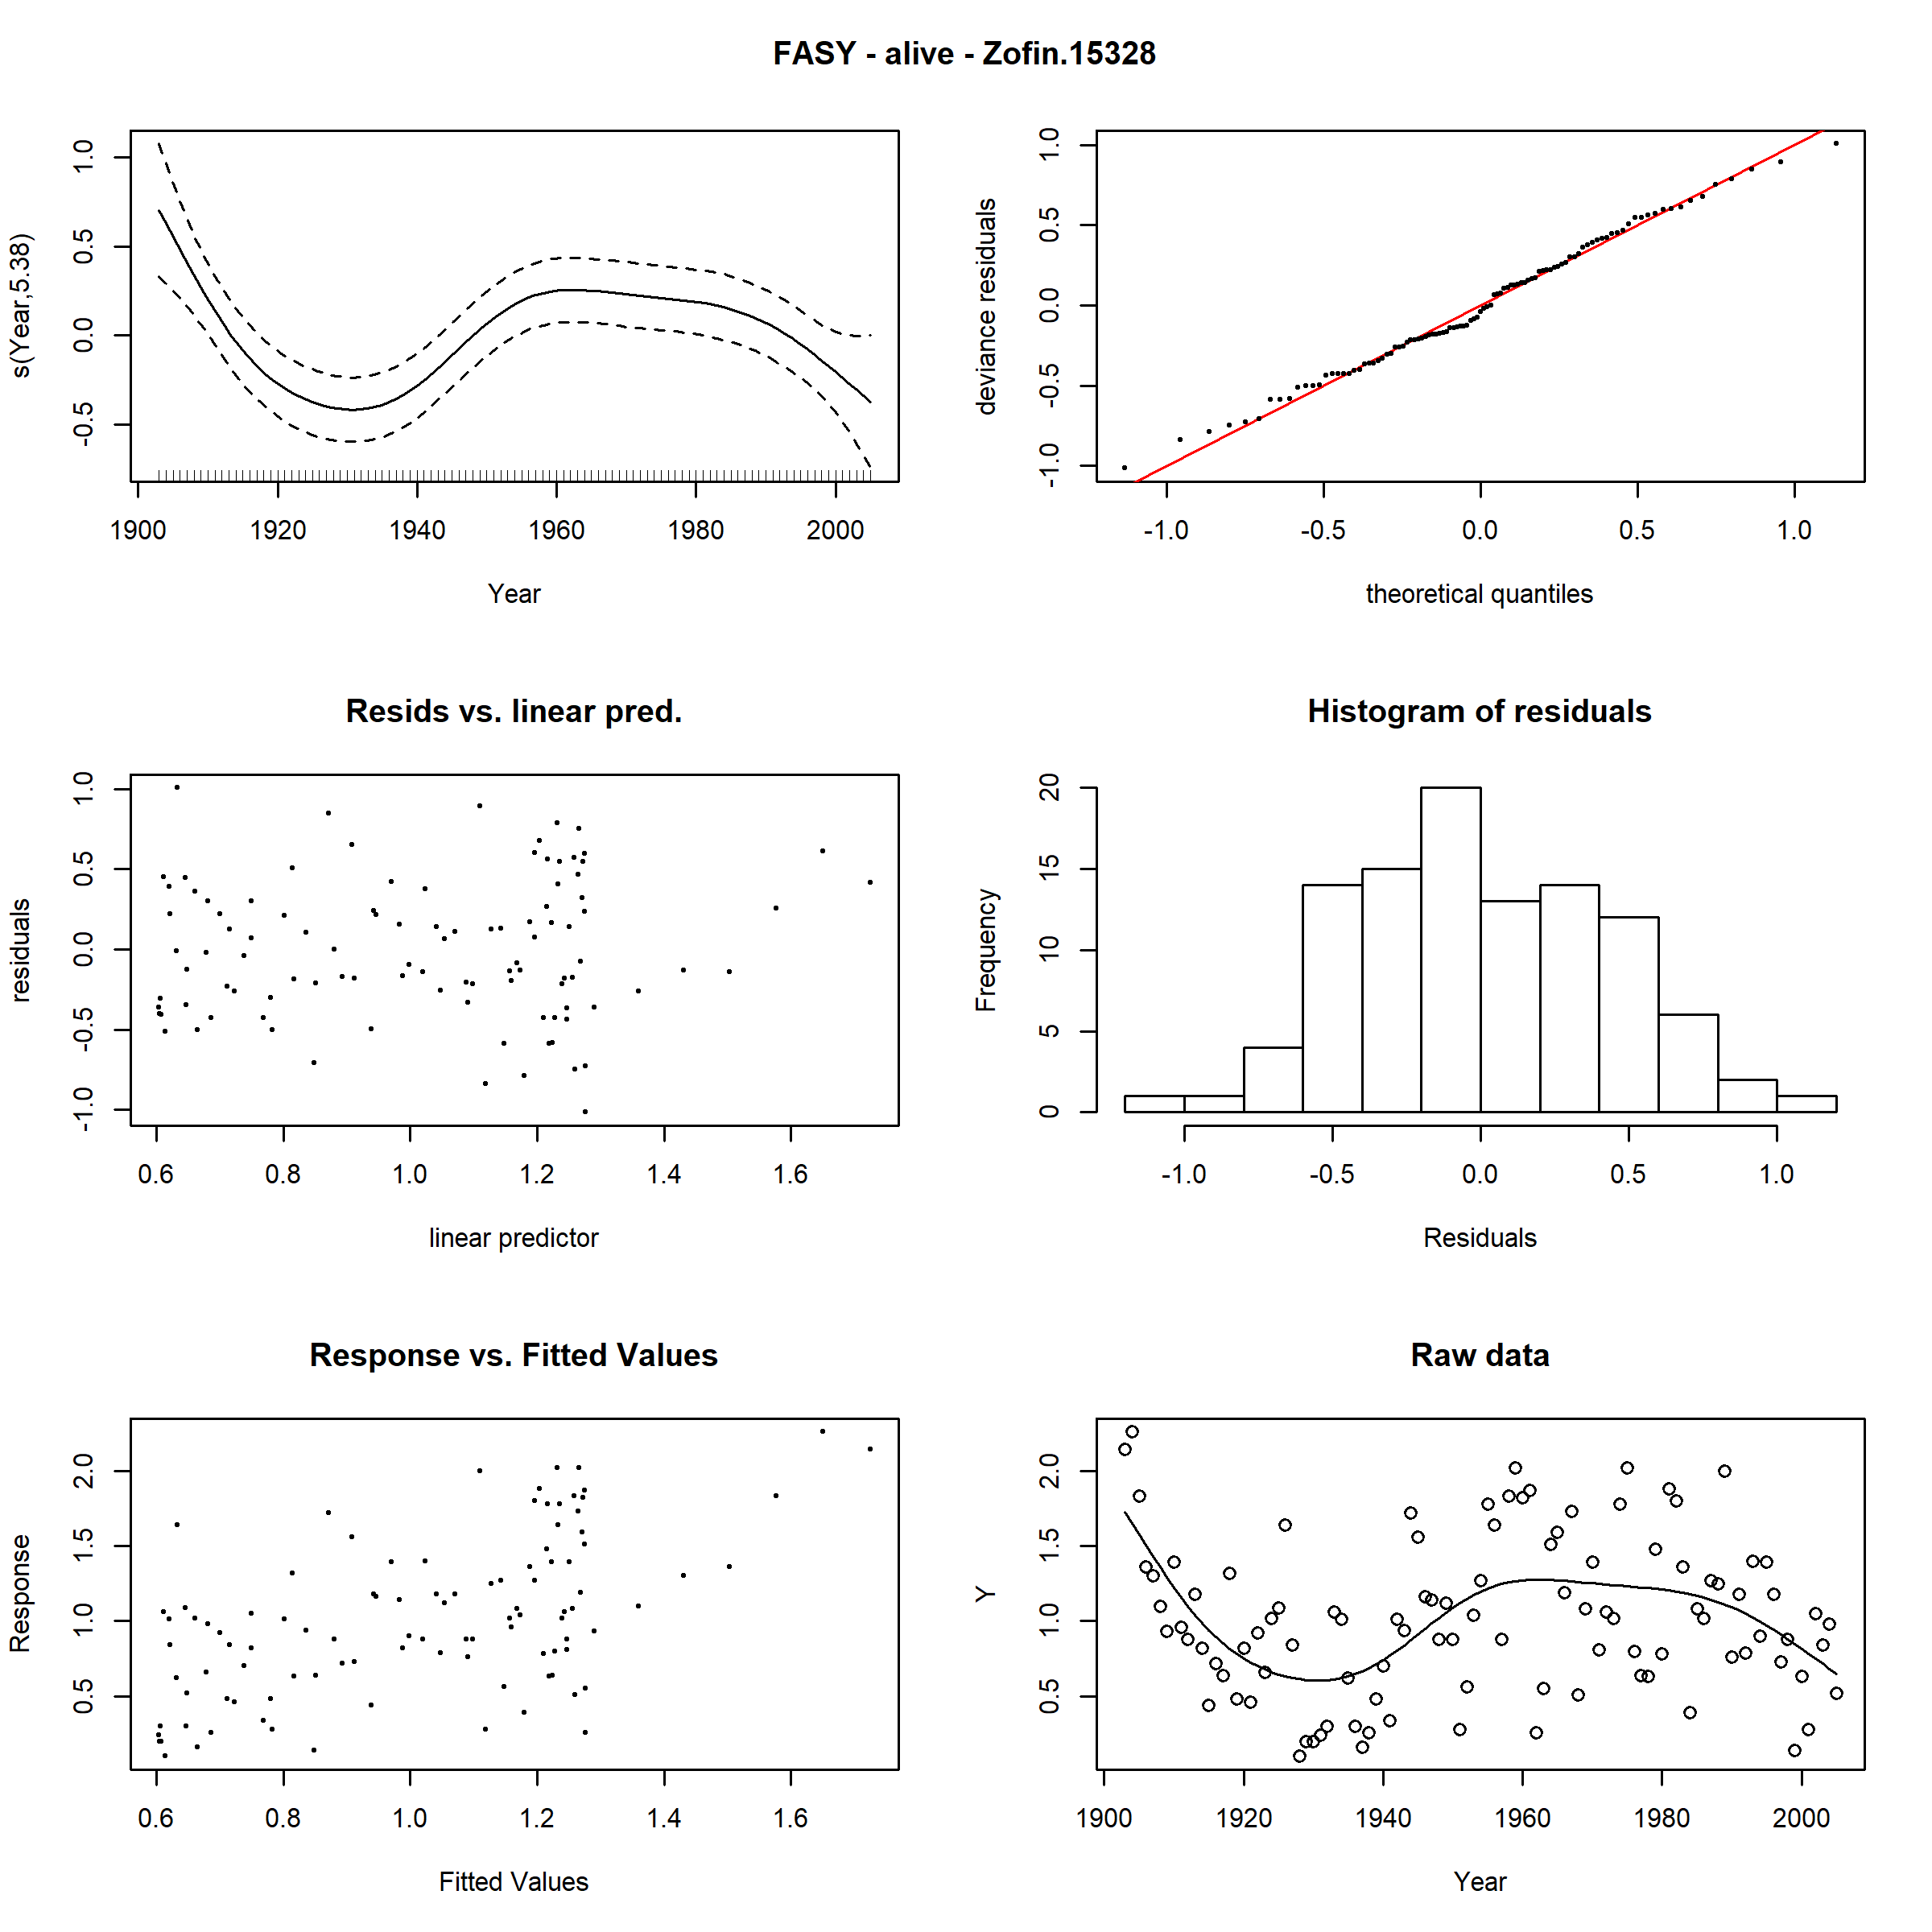 FASY - alive - Zofin.15328
s(Year,5.38)
1.0
0.5
0.0
-0.5
1900 1920 1940 1960 1980 2000
Year
deviance residuals
1.0
0.5
0.0
-0.5
-1.0
-1.0 -0.5 0.0 0.5 1.0
theoretical quantiles
Resids vs. linear pred.
residuals
1.0
0.5
0.0
-0.5
-1.0
0.6 0.8 1.0 1.2 1.4 1.6
linear predictor
Histogram of residuals
Frequency
20
15
10
5
0
-1.0 -0.5 0.0 0.5 1.0
Residuals
Response vs. Fitted Values
Response
2.0
1.5
1.0
0.5
0.6 0.8 1.0 1.2 1.4 1.6
Fitted Values
Raw data
Y
2.0
1.5
1.0
0.5
1900 1920 1940 1960 1980 2000
Year